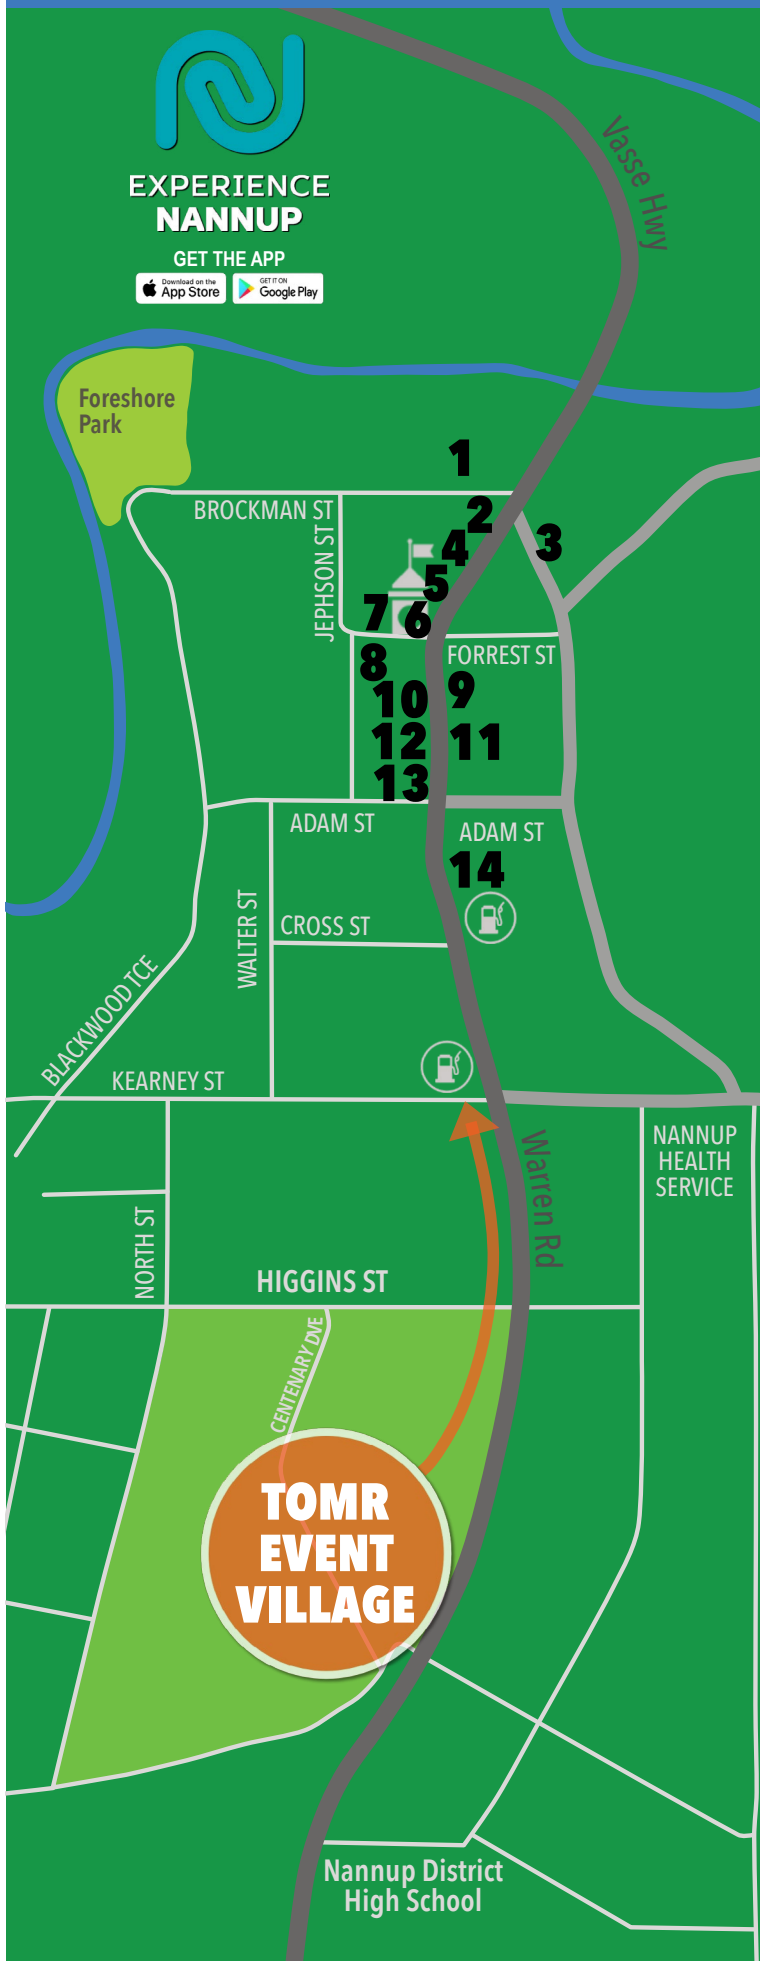 EXPERIENCE
NANNUP
GET THE APP
Download on the
App Store
GET IT ON
Google Play
Vasse Hwy
Foreshore
Park
1
BROCKMAN ST
2
JEPHSON ST
3
4
5
7
6
8
FORREST ST
10
9
12
11
13
ADAM ST
ADAM ST
14
WALTER ST
CROSS ST
BLACKWOOD TCE
KEARNEY ST
NANNUP
HEALTH
SERVICE
Warren Rd
NORTH ST
HIGGINS ST
CENTENARY DVE
TOMR
EVENT
VILLAGE
Nannup District
High School